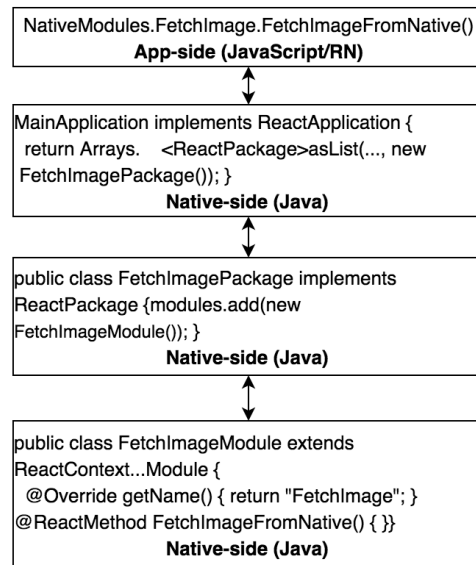 NativeModules.FetchImage.FetchImageFromNative()
App-side (JavaScript/RN)
MainApplication implements ReactApplication {
return Arrays. <ReactPackage>asList(..., new
FetchImagePackage()); }
Native-side (Java)
public class FetchImagePackage implements
ReactPackage {modules.add(new
FetchImageModule()); }
Native-side (Java)
public class FetchImageModule extends
ReactContext...Module {
@Override getName() { return "FetchImage"; }
@ReactMethod FetchImageFromNative() { }}
Native-side (Java)